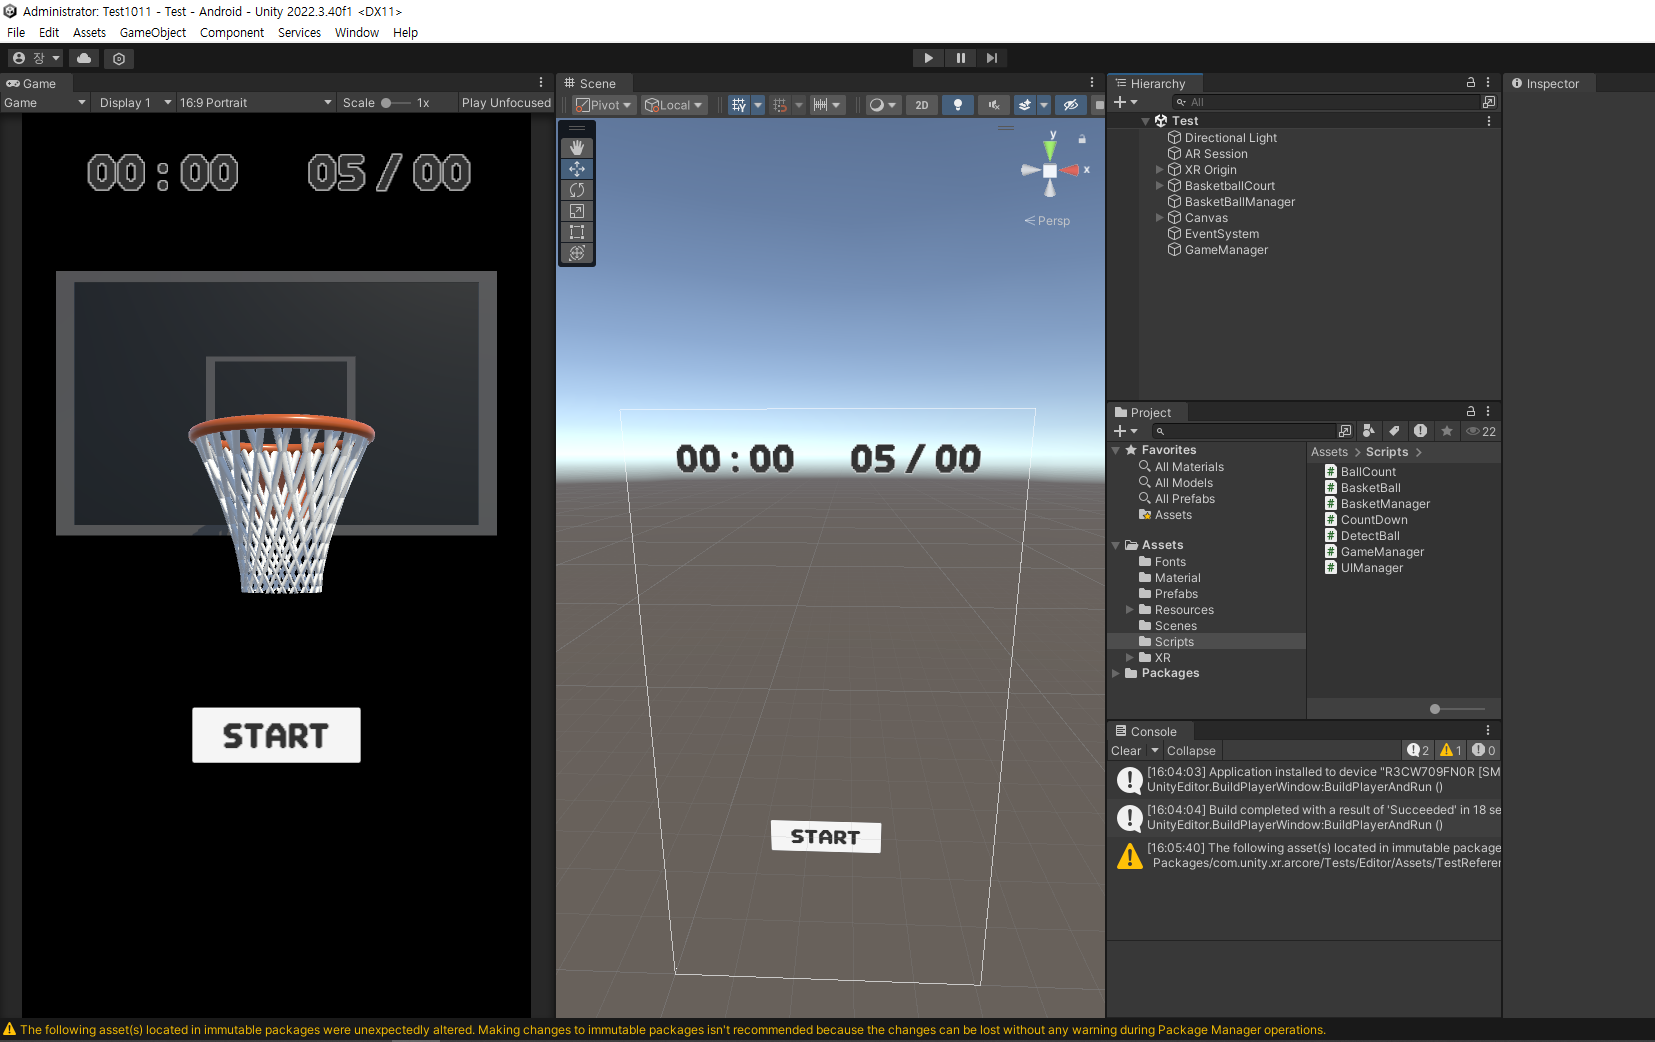 Administrator: Test1011 - Test - Android - Unity 2022.3.40f1 <DX11>
File Edit Assets GameObject Component Services Window Help
장
Game
Game Display 1 16:9 Portrait Scale 1x Play Unfocused
00:00 05/00
START
Scene
Pivot Local 2D
y
x
Persp
00:00 05/00
START
Hierarchy
All
Test
Directional Light
AR Session
XR Origin
BasketballCourt
BasketBallManager
Canvas
EventSystem
GameManager
Project
22
Favorites
All Materials
All Models
All Prefabs
Assets
Assets
Fonts
Material
Prefabs
Resources
Scenes
Scripts
XR
Packages
Assets > Scripts >
BallCount
BasketBall
BasketManager
CountDown
DetectBall
GameManager
UIManager
Console
Clear Collapse 2 1 0
[16:04:03] Application installed to device "R3CW709FN0R [SM
UnityEditor.BuildPlayerWindow:BuildPlayerAndRun ()
[16:04:04] Build completed with a result of 'Succeeded' in 18 se
UnityEditor.BuildPlayerWindow:BuildPlayerAndRun ()
[16:05:40] The following asset(s) located in immutable package
Packages/com.unity.xr.arcore/Tests/Editor/Assets/TestReferer
Inspector
The following asset(s) located in immutable packages were unexpectedly altered. Making changes to immutable packages isn't recommended because the changes can be lost without any warning during Package Manager operations.